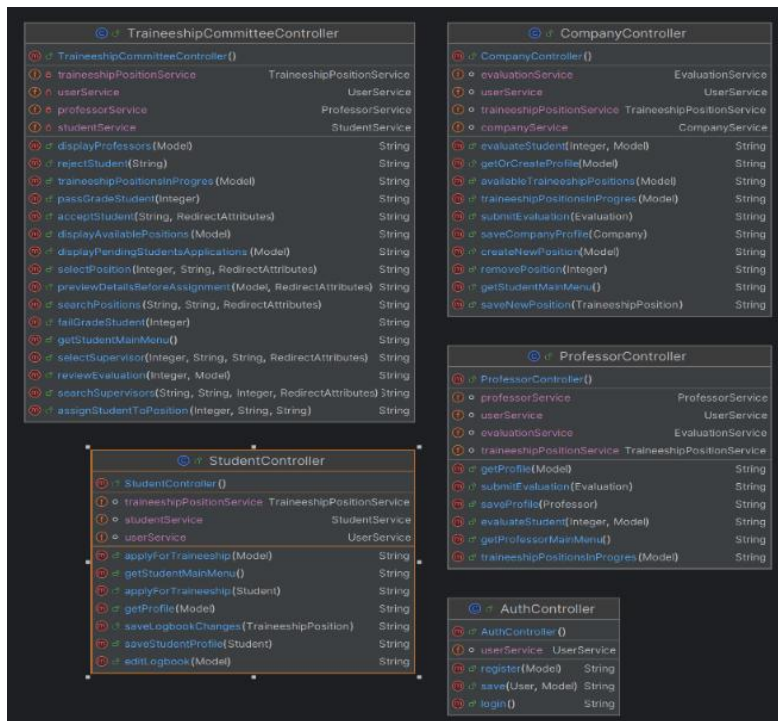 TraineeshipCommitteeController
TraineeshipCommitteeController()
traineeshipPositionService TraineeshipPositionService
userService UserService
professorService ProfessorService
studentService StudentService
displayProfessors(Model) String
rejectStudent(String) String
traineeshipPositionsInProgres(Model) String
passGradeStudent(Integer) String
acceptStudent(String, RedirectAttributes) String
displayAvailablePositions(Model) String
displayPendingStudentsApplications(Model) String
selectPosition(Integer, String, RedirectAttributes) String
previewDetailsBeforeAssignment(Model, RedirectAttributes) String
searchPositions(String, String, RedirectAttributes) String
failGradeStudent(Integer) String
getStudentMainMenu() String
selectSupervisor(Integer, String, String, RedirectAttributes) String
reviewEvaluation(Integer, Model) String
searchSupervisors(String, String, Integer, RedirectAttributes) String
assignStudentToPosition(Integer, String, String) String
CompanyController
CompanyController()
evaluationService EvaluationService
userService UserService
traineeshipPositionService TraineeshipPositionService
companyService CompanyService
evaluateStudent(Integer, Model) String
getOrCreateProfile(Model) String
availableTraineeshipPositions(Model) String
traineeshipPositionsInProgres(Model) String
submitEvaluation(Evaluation) String
saveCompanyProfile(Company) String
createNewPosition(Model) String
removePosition(Integer) String
getStudentMainMenu() String
saveNewPosition(TraineeshipPosition) String
ProfessorController
ProfessorController()
professorService ProfessorService
userService UserService
evaluationService EvaluationService
traineeshipPositionService TraineeshipPositionService
getProfile(Model) String
submitEvaluation(Evaluation) String
saveProfile(Professor) String
evaluateStudent(Integer, Model) String
getProfessorMainMenu() String
traineeshipPositionsInProgres(Model) String
StudentController
StudentController()
traineeshipPositionService TraineeshipPositionService
studentService StudentService
userService UserService
applyForTraineeship(Model) String
getStudentMainMenu() String
applyForTraineeship(Student) String
getProfile(Model) String
saveLogbookChanges(TraineeshipPosition) String
saveStudentProfile(Student) String
editLogbook(Model) String
AuthController
AuthController()
userService UserService
register(Model) String
save(User, Model) String
login() String